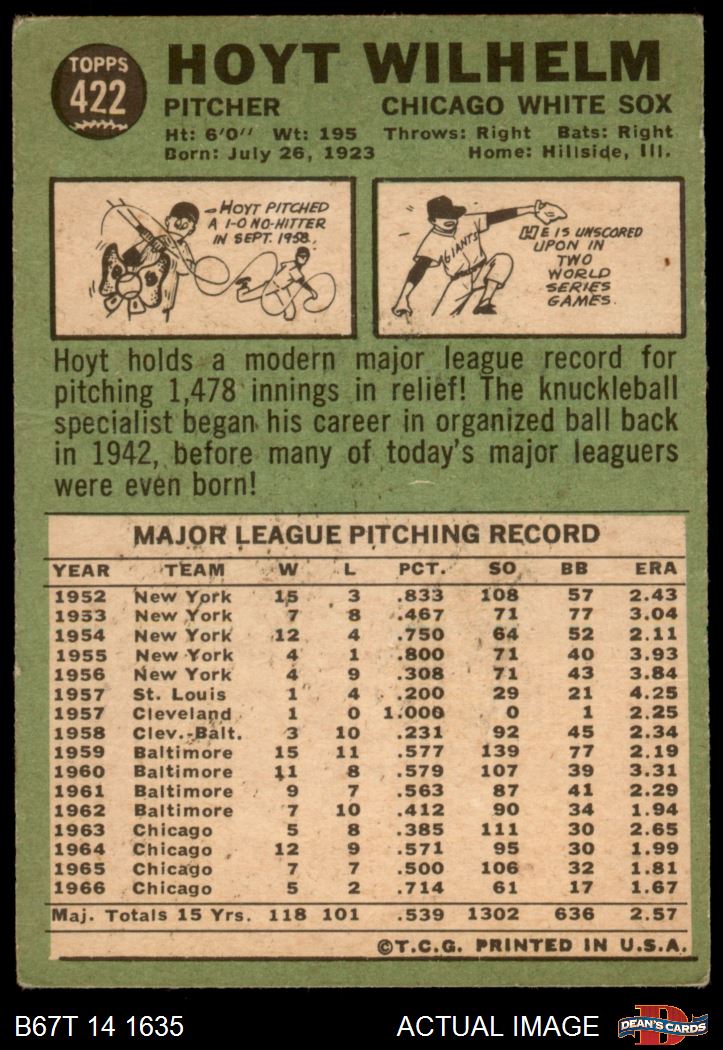 TOPPS
422
HOYT WILHELM
PITCHER CHICAGO WHITE SOX
Ht: 6'0" Wt: 195 Throws: Right Bats: Right
Born: July 26, 1923 Home: Hillside, Ill.
—HOYT PITCHED
A 1-0 NO-HITTER
IN SEPT. 1958.
GIANTS
HE IS UNSCORED
UPON IN
TWO
WORLD
SERIES
GAMES.
Hoyt holds a modern major league record for
pitching 1,478 innings in relief! The knuckleball
specialist began his career in organized ball back
in 1942, before many of today's major leaguers
were even born!
MAJOR LEAGUE PITCHING RECORD
YEAR TEAM W L PCT. SO BB ERA
1952 New York 15 3 .833 108 57 2.43
1953 New York 7 8 .467 71 77 3.04
1954 New York 12 4 .750 64 52 2.11
1955 New York 4 1 .800 71 40 3.93
1956 New York 4 9 .308 71 43 3.84
1957 St. Louis 1 4 .200 29 21 4.25
1957 Cleveland 1 0 1.000 0 1 2.25
1958 Clev.-Balt. 3 10 .231 92 45 2.34
1959 Baltimore 15 11 .577 139 77 2.19
1960 Baltimore 11 8 .579 107 39 3.31
1961 Baltimore 9 7 .563 87 41 2.29
1962 Baltimore 7 10 .412 90 34 1.94
1963 Chicago 5 8 .385 111 30 2.65
1964 Chicago 12 9 .571 95 30 1.99
1965 Chicago 7 7 .500 106 32 1.81
1966 Chicago 5 2 .714 61 17 1.67
Maj. Totals 15 Yrs. 118 101 .539 1302 636 2.57
©T.C.G. PRINTED IN U.S.A.
B67T 14 1635 ACTUAL IMAGE
D
DEAN'S CARDS